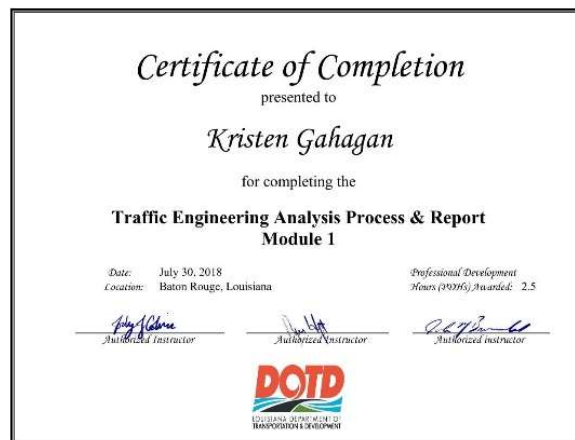 Certificate of Completion
presented to
Kristen Gahagan
for completing the
Traffic Engineering Analysis Process & Report
Module 1
Date: July 30, 2018
Location: Baton Rouge, Louisiana
Professional Development
Hours (PDHs) Awarded: 2.5
Authorized Instructor
Authorized Instructor
Authorized instructor
DOTD
LOUISIANA DEPARTMENT OF
TRANSPORTATION & DEVELOPMENT